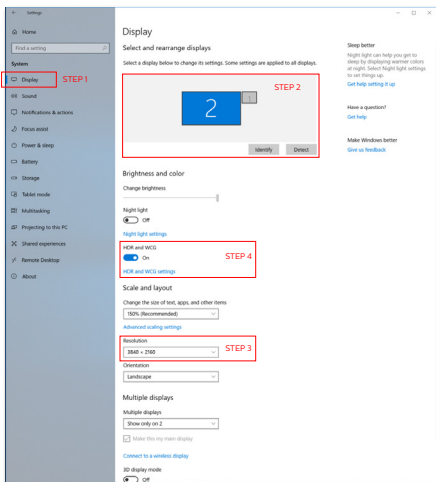 Settings
Home
Find a setting
System
Display
STEP 1
Sound
Notifications & actions
Focus assist
Power & sleep
Battery
Storage
Tablet mode
Multitasking
Projecting to this PC
Shared experiences
Remote Desktop
About
Display
Select and rearrange displays
Select a display below to change its settings. Some settings are applied to all displays.
STEP 2
2
1
Identify
Detect
Brightness and color
Change brightness
Night light
Off
Night light settings
HDR and WCG
On
STEP 4
HDR and WCG settings
Scale and layout
Change the size of text, apps, and other items
150% (Recommended)
Advanced scaling settings
Resolution
3840 × 2160
STEP 3
Orientation
Landscape
Multiple displays
Multiple displays
Show only on 2
Make this my main display
Connect to a wireless display
3D display mode
Off
Sleep better
Night light can help you get to
sleep by displaying warmer colors
at night. Select Night light settings
to set things up.
Get help setting it up
Have a question?
Get help
Make Windows better
Give us feedback